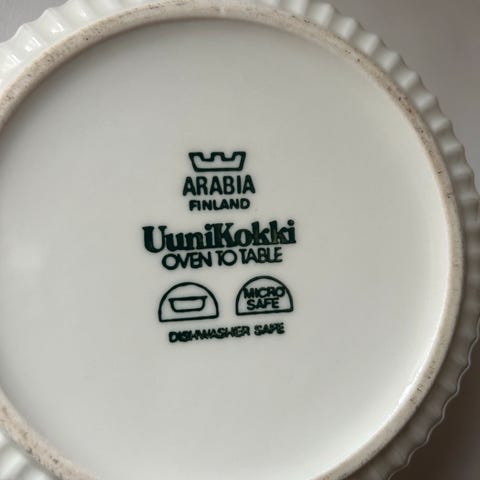 ARABIA
FINLAND
UuniKokki
OVEN TO TABLE
MICRO
SAFE
DISHWASHER SAFE